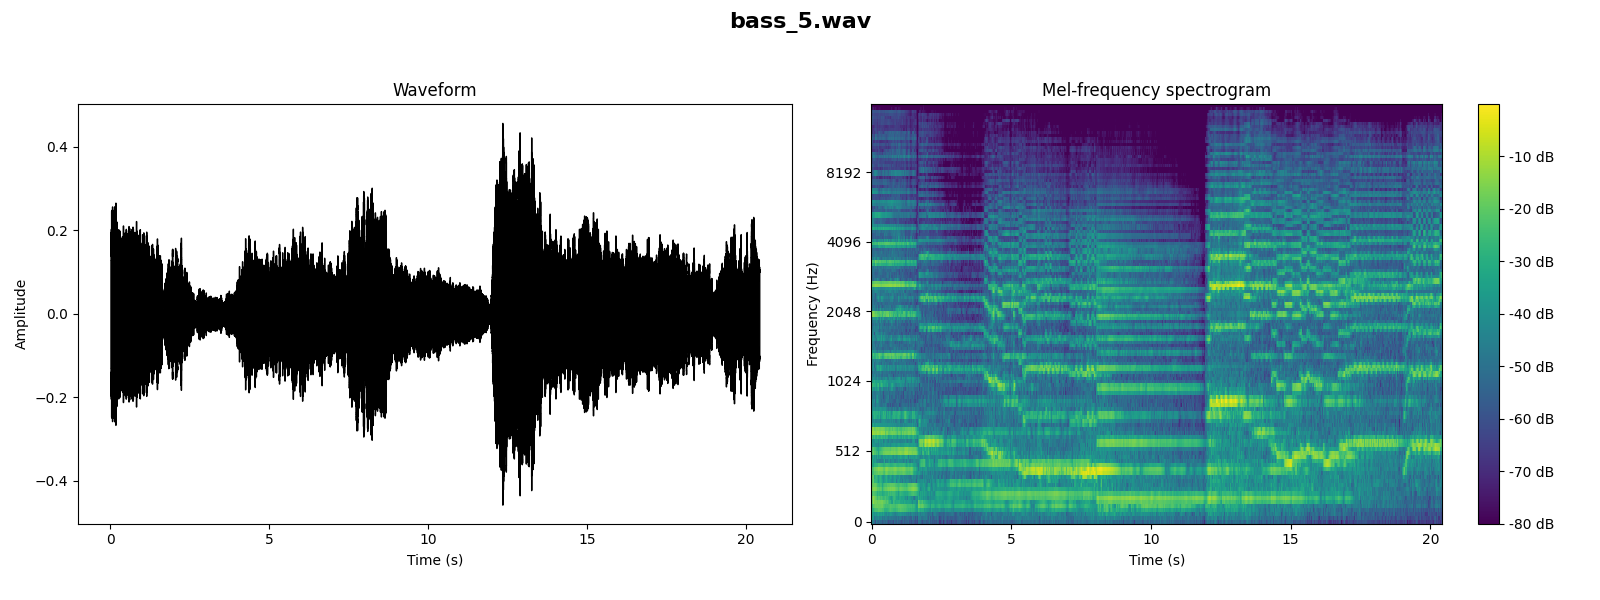 bass_5.wav
Waveform
Mel-frequency spectrogram
Amplitude
0.4
0.2
0.0
−0.2
−0.4
0 5 10 15 20
Time (s)
Frequency (Hz)
8192
4096
2048
1024
512
0
0 5 10 15 20
Time (s)
-10 dB
-20 dB
-30 dB
-40 dB
-50 dB
-60 dB
-70 dB
-80 dB